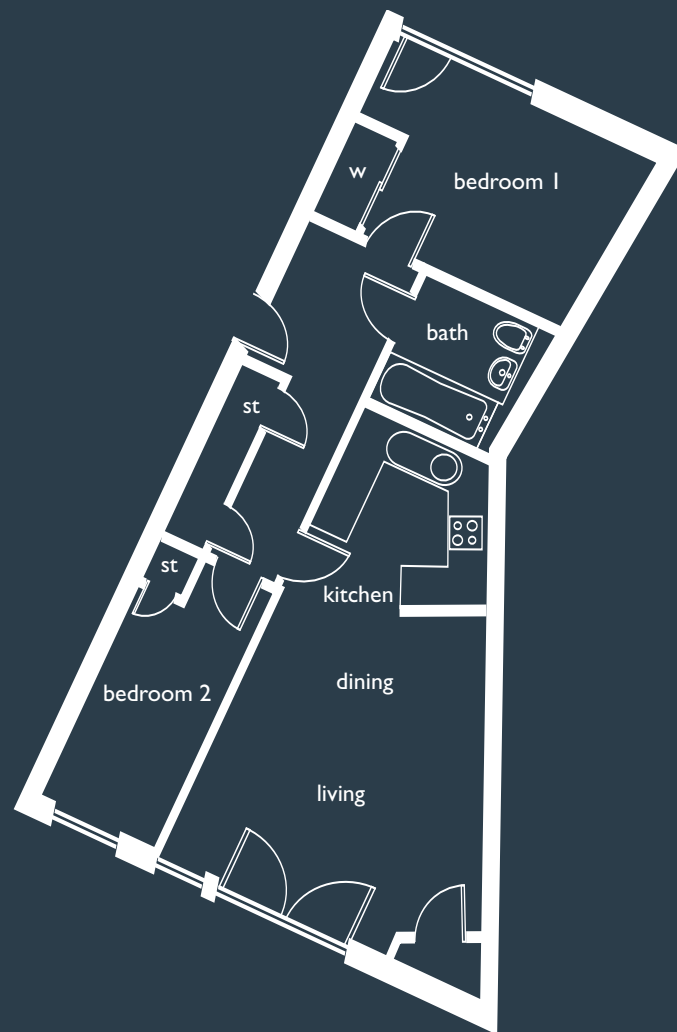 w
bedroom 1
bath
st
st
kitchen
dining
bedroom 2
living